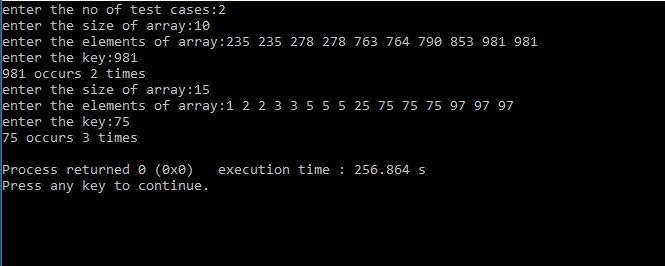 enter the no of test cases:2
enter the size of array:10
enter the elements of array:235 235 278 278 763 764 790 853 981 981
enter the key:981
981 occurs 2 times
enter the size of array:15
enter the elements of array:1 2 2 3 3 5 5 5 25 75 75 75 97 97 97
enter the key:75
75 occurs 3 times
Process returned 0 (0x0)   execution time : 256.864 s
Press any key to continue.